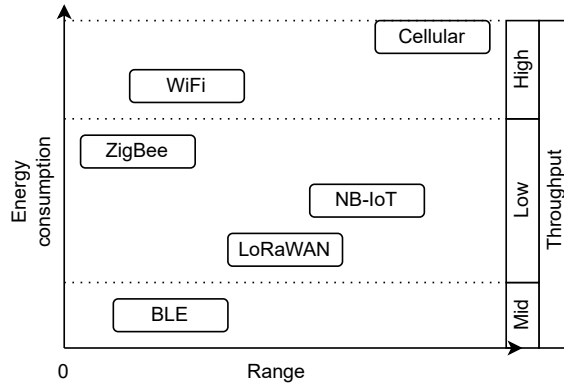 Cellular
WiFi
ZigBee
NB-IoT
LoRaWAN
BLE
Energy
consumption
High
Low
Mid
Throughput
0
Range